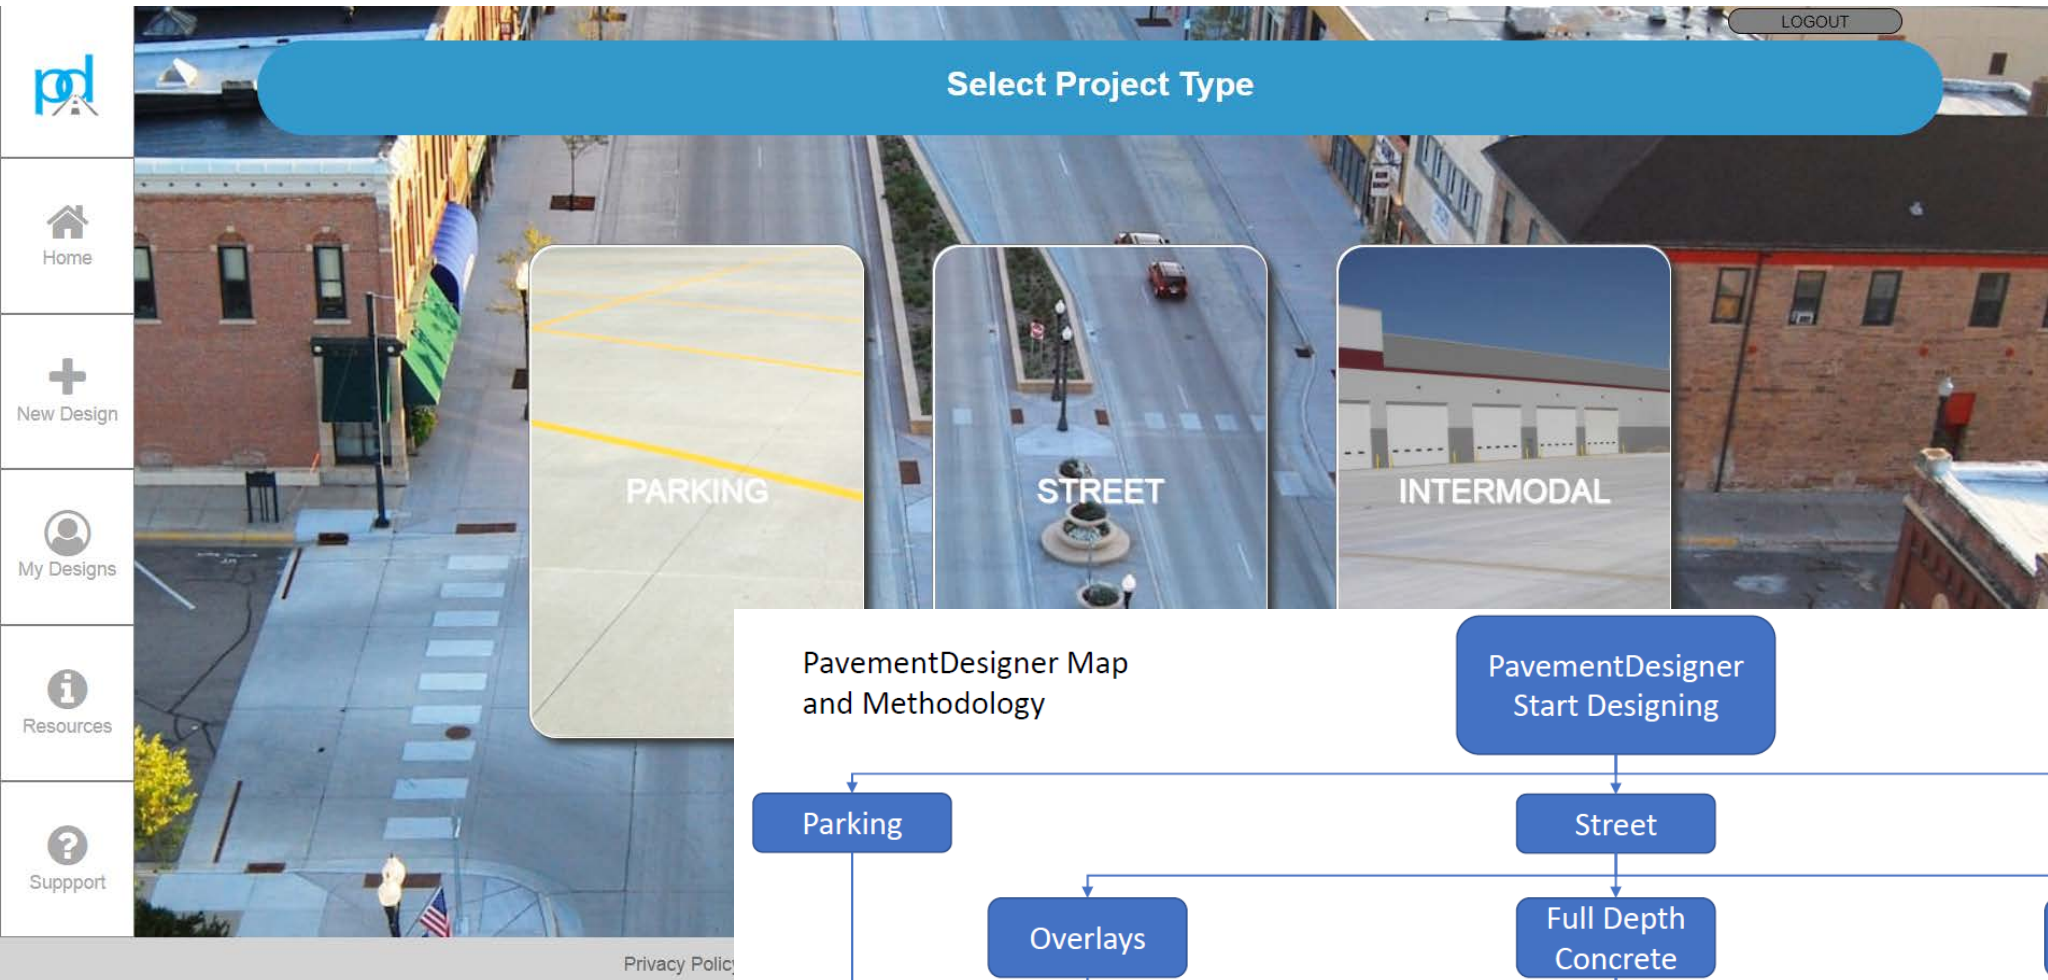 LOGOUT
Select Project Type
pd
Home
New Design
My Designs
Resources
Suppport
PARKING
STREET
INTERMODAL
PavementDesigner Map
and Methodology
PavementDesigner
Start Designing
Parking
Street
Overlays
Full Depth
Concrete
Privacy Policy